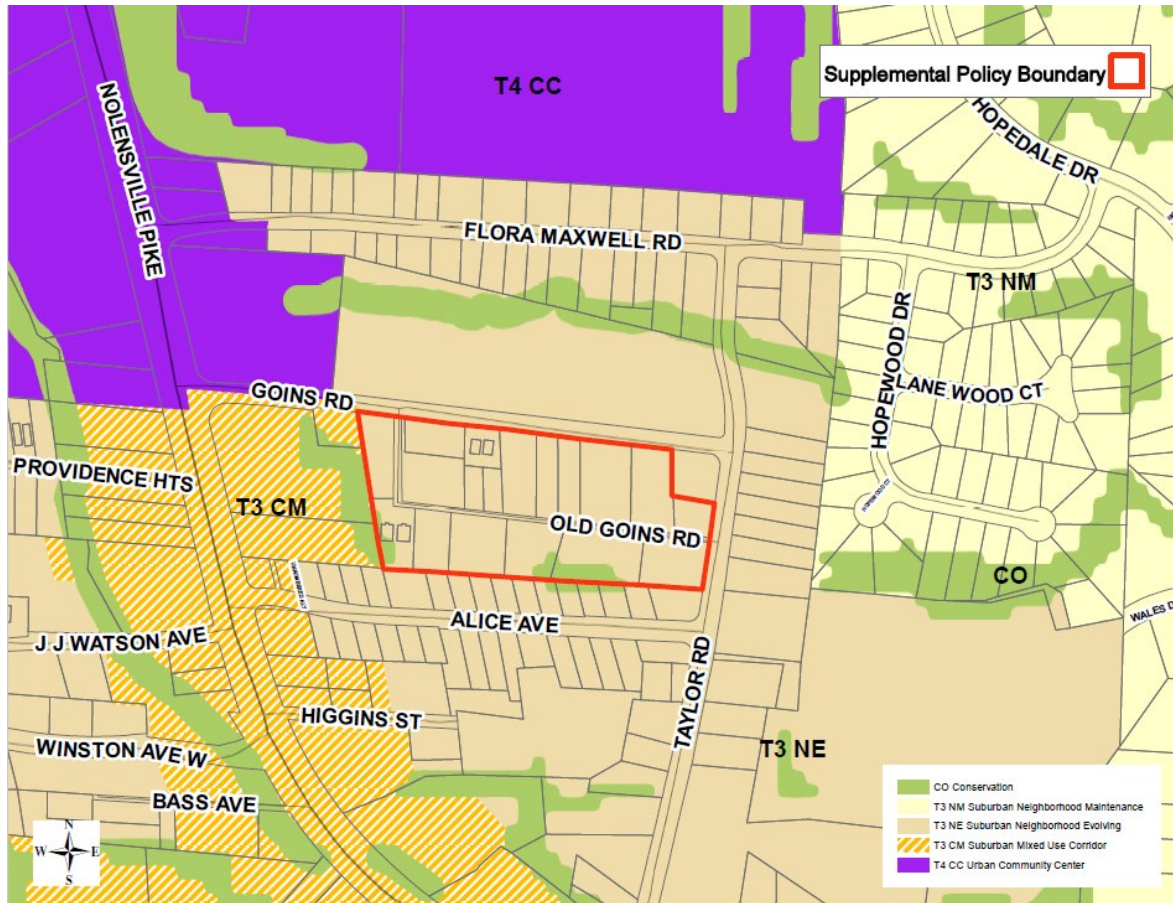 T4 CC
Supplemental Policy Boundary
NOLENSVILLE PIKE
HOPEDALE DR
FLORA MAXWELL RD
T3 NM
HOPEWOOD DR
LANE WOOD CT
GOINS RD
PROVIDENCE HTS
T3 CM
HOPEWOOD CT
OLD GOINS RD
CO
ALICE AVE
WALES D
J J WATSON AVE
TAYLOR RD
HIGGINS ST
WINSTON AVE W
T3 NE
BASS AVE
CO Conservation
T3 NM Suburban Neighborhood Maintenance
T3 NE Suburban Neighborhood Evolving
T3 CM Suburban Mixed Use Corridor
T4 CC Urban Community Center
N
W E
S